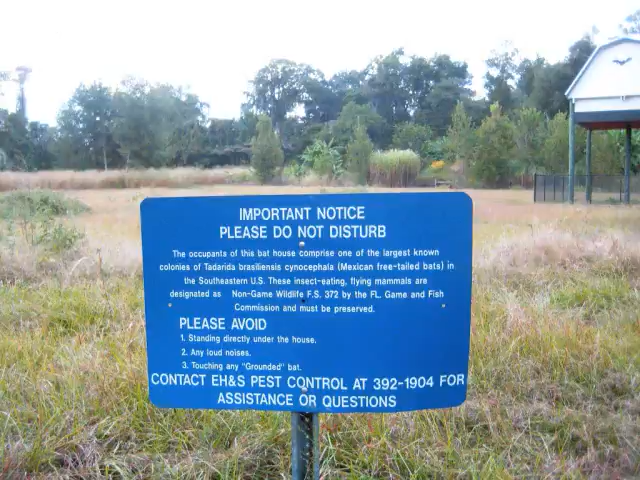 IMPORTANT NOTICE
PLEASE DO NOT DISTURB
The occupants of this bat house comprise one of the largest known
colonies of Tadarida brasiliensis cynocephala (Mexican free-tailed bats) in
the Southeastern U.S. These insect-eating, flying mammals are
designated as Non-Game Wildlife F.S. 372 by the FL. Game and Fish
Commission and must be preserved.
PLEASE AVOID
1. Standing directly under the house.
2. Any loud noises.
3. Touching any "Grounded" bat.
CONTACT EH&S PEST CONTROL AT 392-1904 FOR
ASSISTANCE OR QUESTIONS